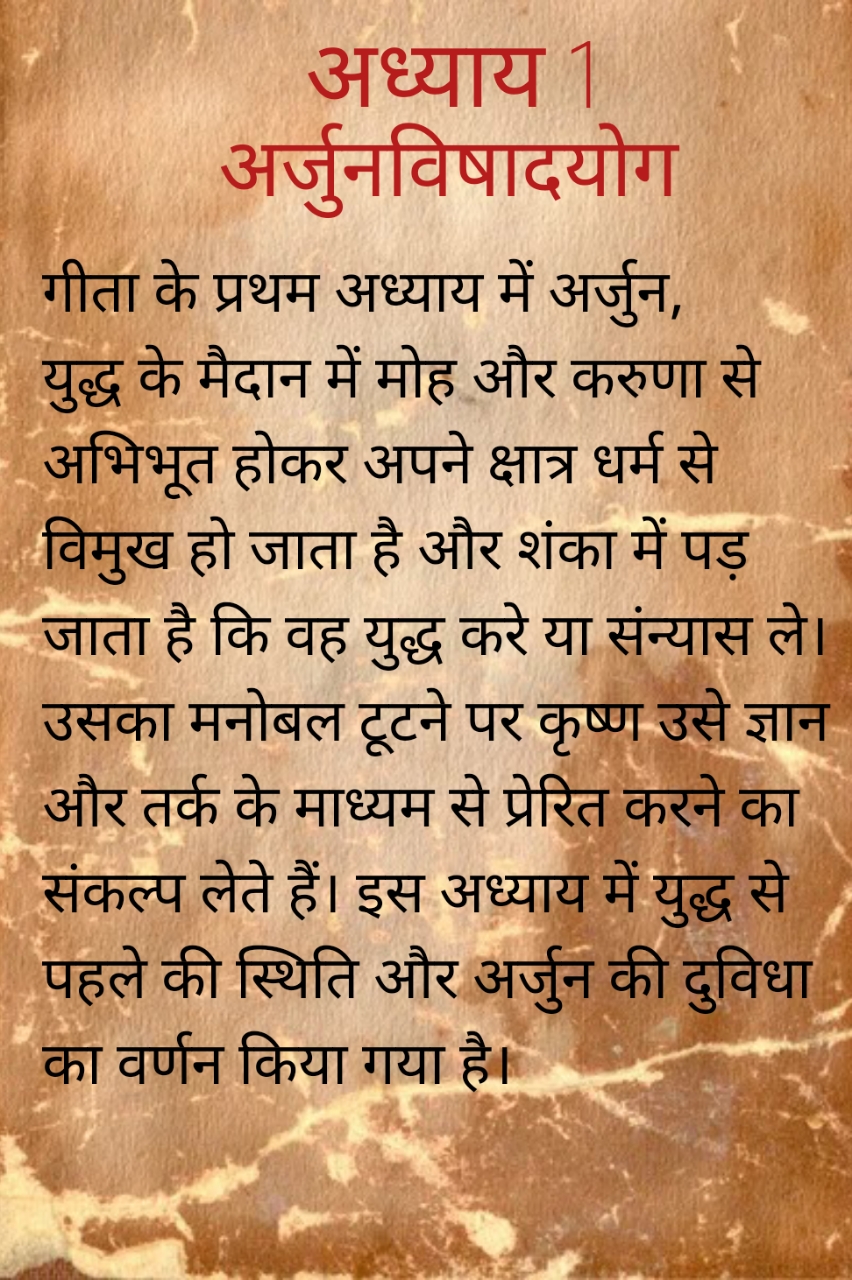 अध्याय 1
अर्जुनविषादयोग
गीता के प्रथम अध्याय में अर्जुन,
युद्ध के मैदान में मोह और करुणा से
अभिभूत होकर अपने क्षात्र धर्म से
विमुख हो जाता है और शंका में पड़
जाता है कि वह युद्ध करे या संन्यास ले।
उसका मनोबल टूटने पर कृष्ण उसे ज्ञान
और तर्क के माध्यम से प्रेरित करने का
संकल्प लेते हैं। इस अध्याय में युद्ध से
पहले की स्थिति और अर्जुन की दुविधा
का वर्णन किया गया है।